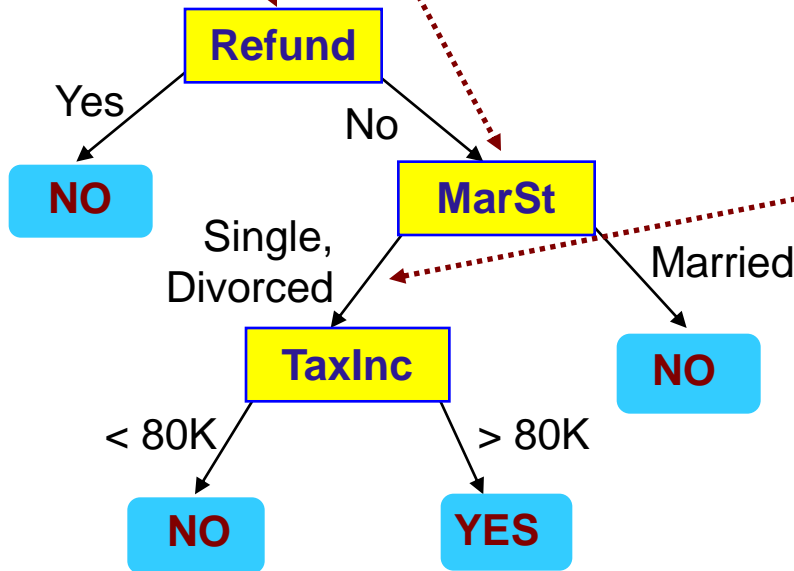 Refund
Yes
No
NO
MarSt
Single,
Divorced
Married
TaxInc
NO
< 80K
> 80K
NO
YES